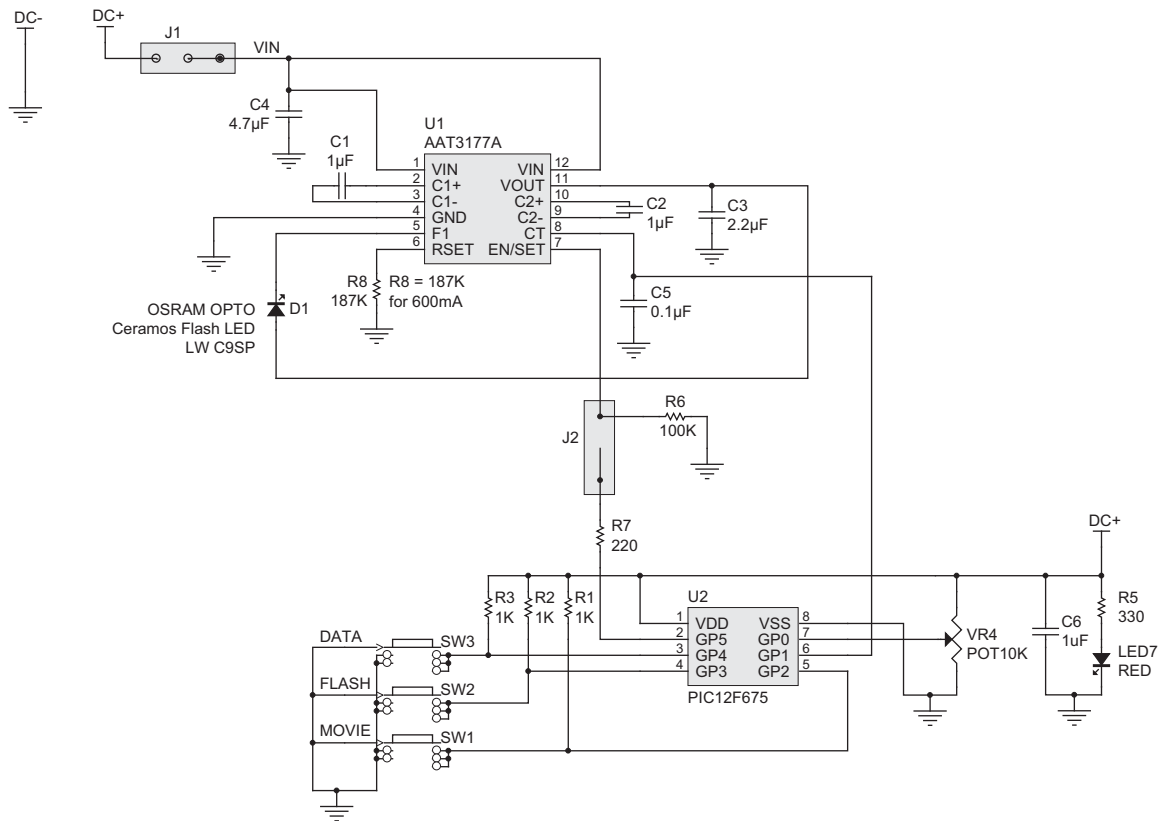 DC-
DC+
J1
VIN
C4
4.7µF
C1
1µF
U1
AAT3177A
1
VIN
VIN
12
2
C1+
VOUT
11
3
C1-
C2+
10
4
GND
C2-
9
5
F1
CT
8
6
RSET
EN/SET
7
C2
1µF
C3
2.2µF
R8
187K
R8 = 187K
for 600mA
C5
0.1µF
OSRAM OPTO
Ceramos Flash LED
LW C9SP
D1
J2
R6
100K
R7
220
DC+
R3
1K
R2
1K
R1
1K
U2
1
VDD
VSS
8
2
GP5
GP0
7
3
GP4
GP1
6
4
GP3
GP2
5
PIC12F675
VR4
POT10K
C6
1uF
R5
330
LED7
RED
DATA
SW3
FLASH
SW2
MOVIE
SW1